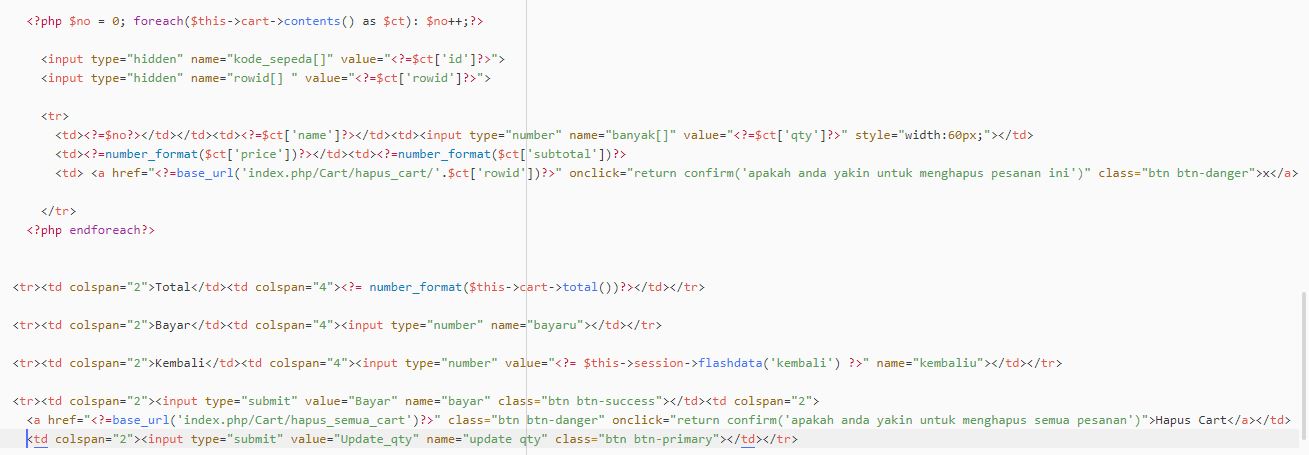 <?php $no = 0; foreach($this->cart->contents() as $ct): $no++;?>
<input type="hidden" name="kode_sepeda[]" value="<?=$ct['id']?>">
<input type="hidden" name="rowid[] " value="<?=$ct['rowid']?>">
<tr>
<td><?=$no?></td></td><td><?=$ct['name']?></td><td><input type="number" name="banyak[]" value="<?=$ct['qty']?>" style="width:60px;"></td>
<td><?=number_format($ct['price'])?></td><td><?=number_format($ct['subtotal'])?>
<td> <a href="<?=base_url('index.php/Cart/hapus_cart/'.$ct['rowid'])?>" onclick="return confirm('apakah anda yakin untuk menghapus pesanan ini')" class="btn btn-danger">x</a>
</tr>
<?php endforeach?>
<tr><td colspan="2">Total</td><td colspan="4"><?= number_format($this->cart->total())?></td></tr>
<tr><td colspan="2">Bayar</td><td colspan="4"><input type="number" name="bayaru"></td></tr>
<tr><td colspan="2">Kembali</td><td colspan="4"><input type="number" value="<?= $this->session->flashdata('kembali') ?>" name="kembaliu"></td></tr>
<tr><td colspan="2"><input type="submit" value="Bayar" name="bayar" class="btn btn-success"></td><td colspan="2">
<a href="<?=base_url('index.php/Cart/hapus_semua_cart')?>" class="btn btn-danger" onclick="return confirm('apakah anda yakin untuk menghapus semua pesanan')">Hapus Cart</a></td>
<td colspan="2"><input type="submit" value="Update_qty" name="update qty" class="btn btn-primary"></td></tr>